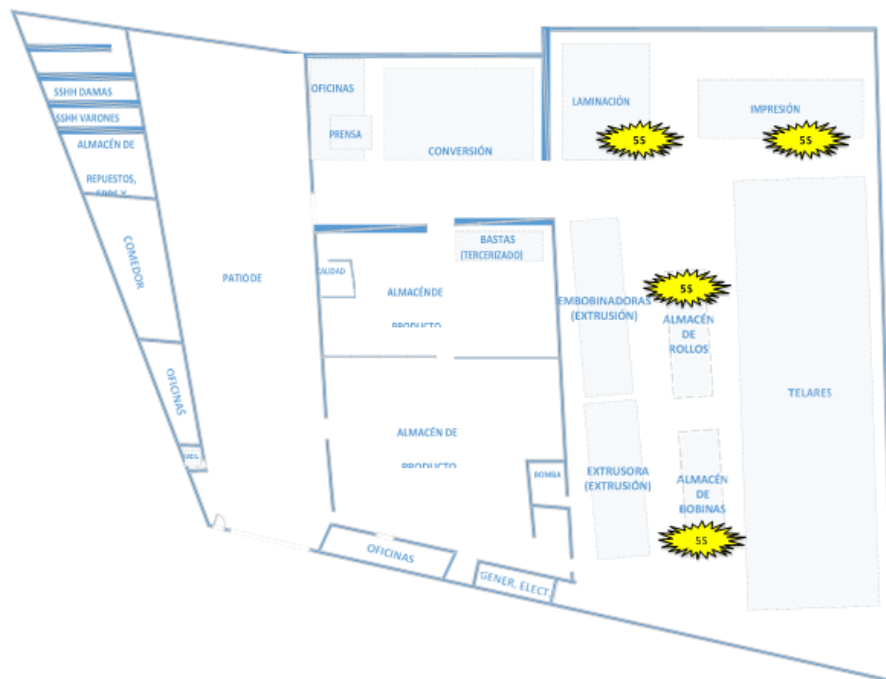 SSHH DAMAS
SSHH VARONES
ALMACÉN DE
REPUESTOS,
COMEDOR
OFICINAS
PATIO DE
OFICINAS
PRENSA
CONVERSIÓN
LAMINACIÓN
5S
IMPRESIÓN
5S
BASTAS
(TERCERIZADO)
CALIDAD
ALMACÉN DE
PRODUCTO
ALMACÉN DE
PRODUCTO
BOMBA
OFICINAS
GENER. ELECT.
EMBOBINADORAS
(EXTRUSIÓN)
5S
ALMACÉN
DE
ROLLOS
EXTRUSORA
(EXTRUSIÓN)
ALMACÉN
DE
BOBINAS
5S
TELARES